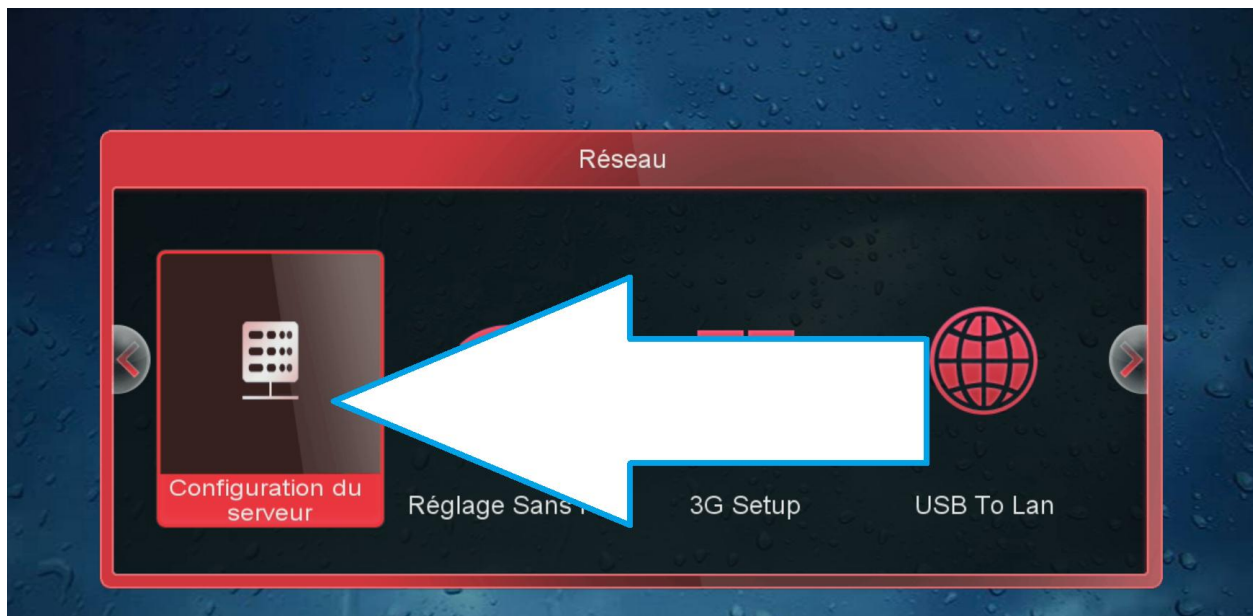 Réseau
Configuration du
serveur
Réglage Sans
3G Setup
USB To Lan